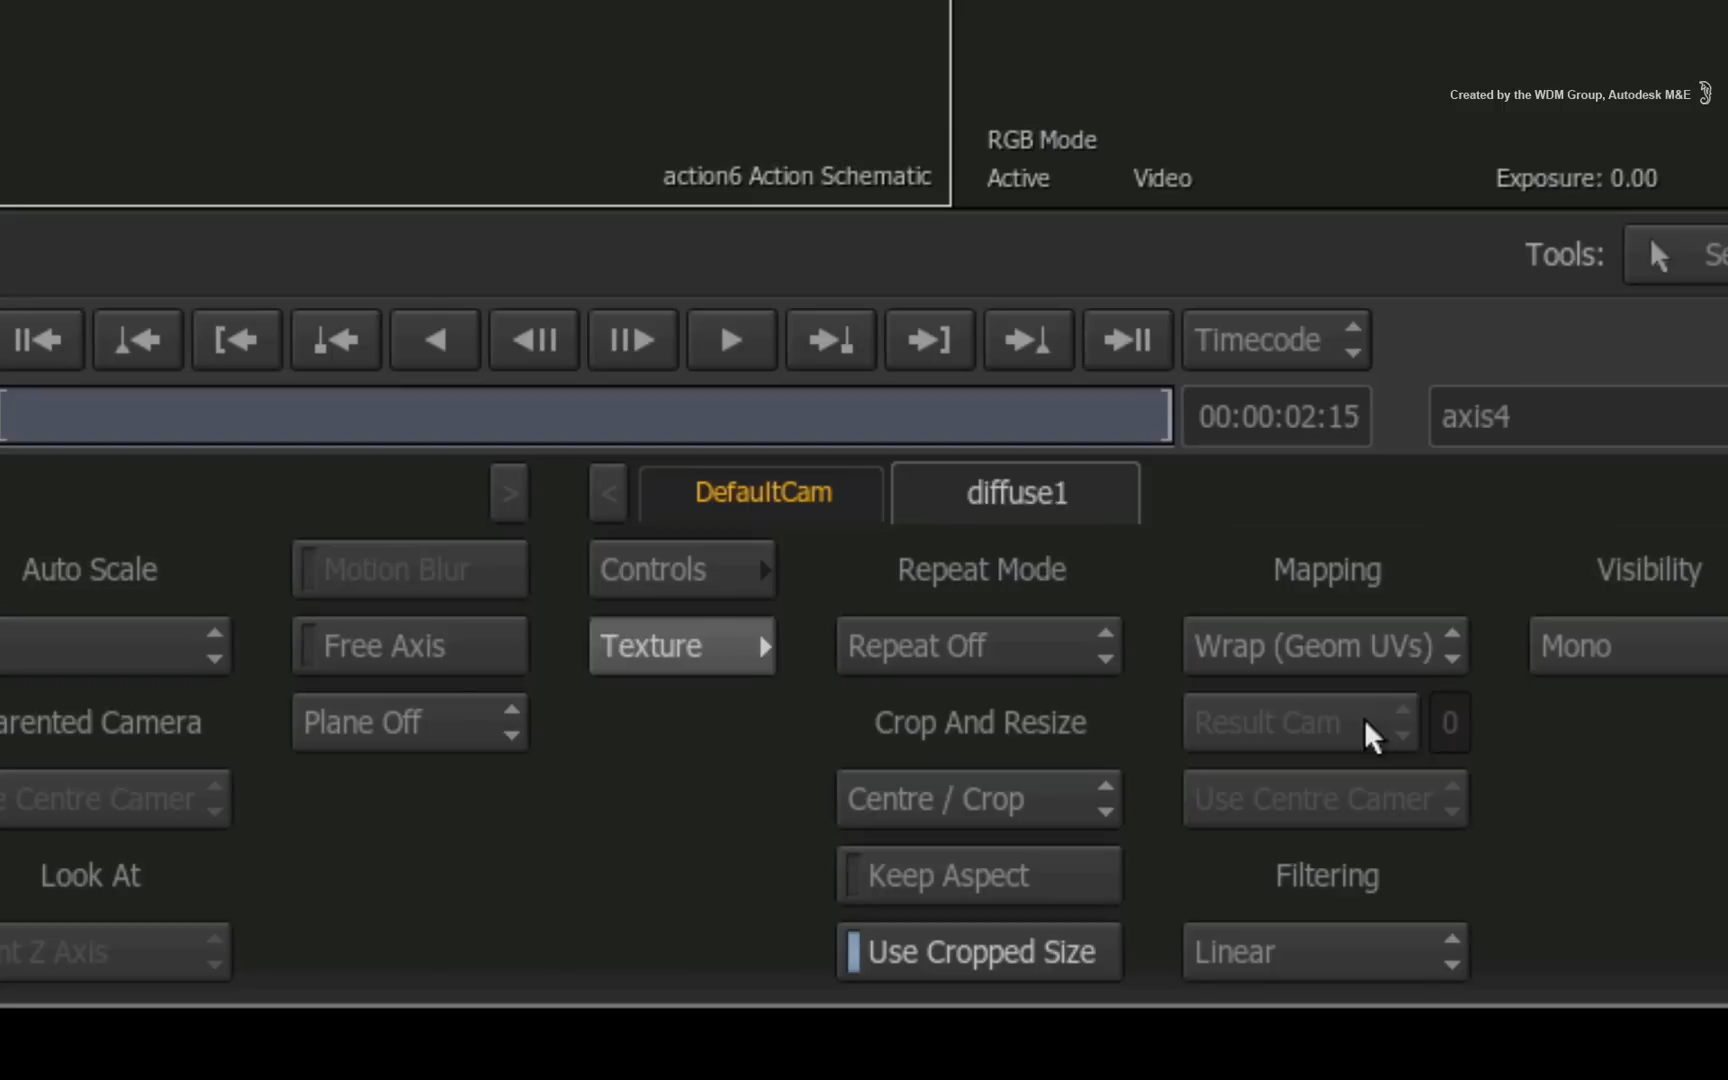 Created by the WDM Group, Autodesk M&E
RGB Mode
action6 Action Schematic
Active Video Exposure: 0.00
Tools:
Timecode
00:00:02:15 axis4
> < DefaultCam diffuse1
Auto Scale Motion Blur Controls Repeat Mode Mapping Visibility
Free Axis Texture Repeat Off Wrap (Geom UVs) Mono
Camera Plane Off Crop And Resize Result Cam 0
Centre Camer Centre / Crop Use Centre Camer
Look At Keep Aspect Filtering
Z Axis Use Cropped Size Linear